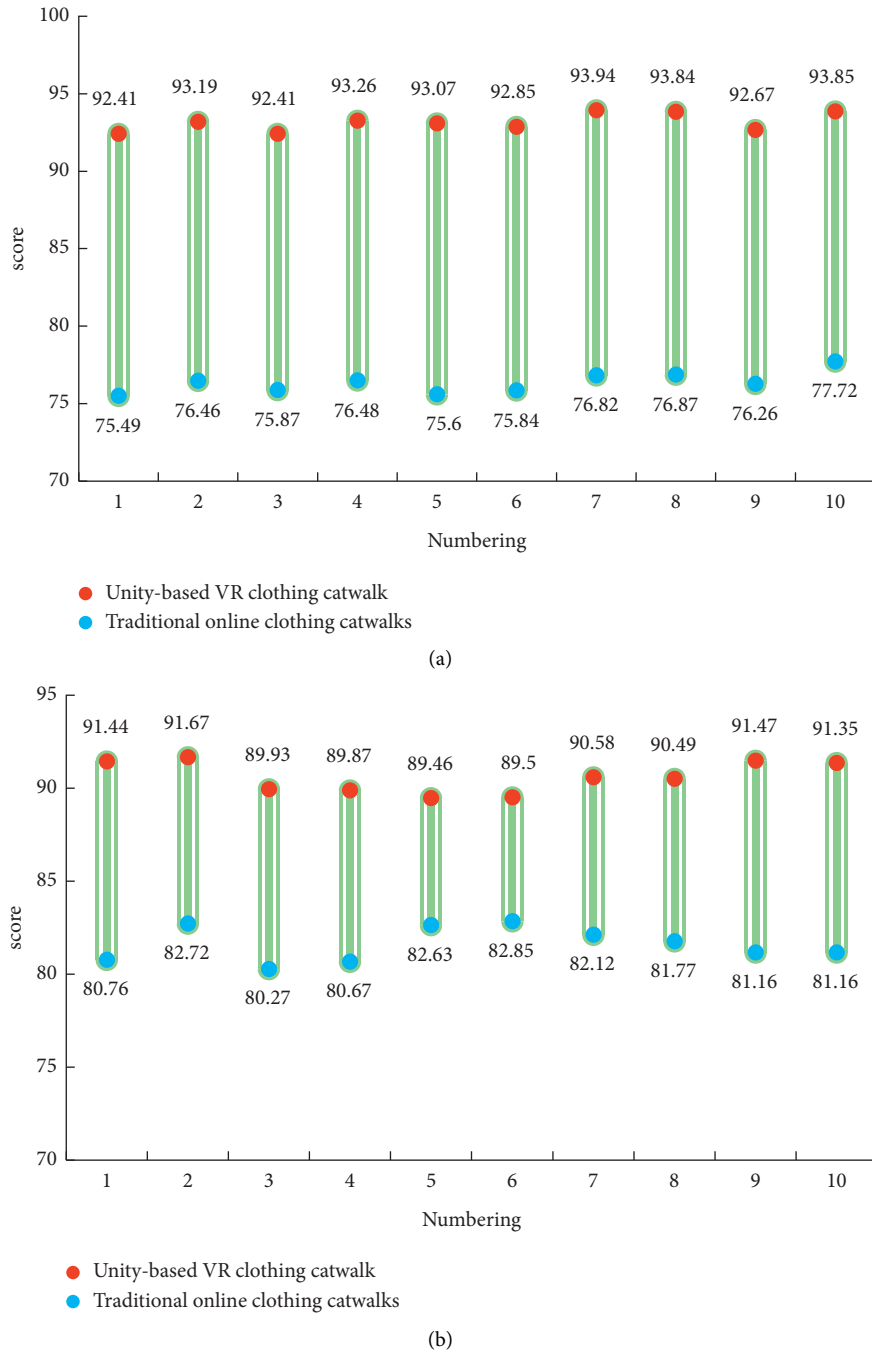 100
92.41 93.19 92.41 93.26 93.07 92.85 93.94 93.84 92.67 93.85
95
90
85
score
80
75
75.49 76.46 75.87 76.48 75.6 75.84 76.82 76.87 76.26 77.72
70
1 2 3 4 5 6 7 8 9 10
Numbering
Unity-based VR clothing catwalk
Traditional online clothing catwalks
(a)
95
91.44 91.67 89.93 89.87 89.46 89.5 90.58 90.49 91.47 91.35
90
85
score
80.76 82.72 80.27 80.67 82.63 82.85 82.12 81.77 81.16 81.16
80
75
70
1 2 3 4 5 6 7 8 9 10
Numbering
Unity-based VR clothing catwalk
Traditional online clothing catwalks
(b)